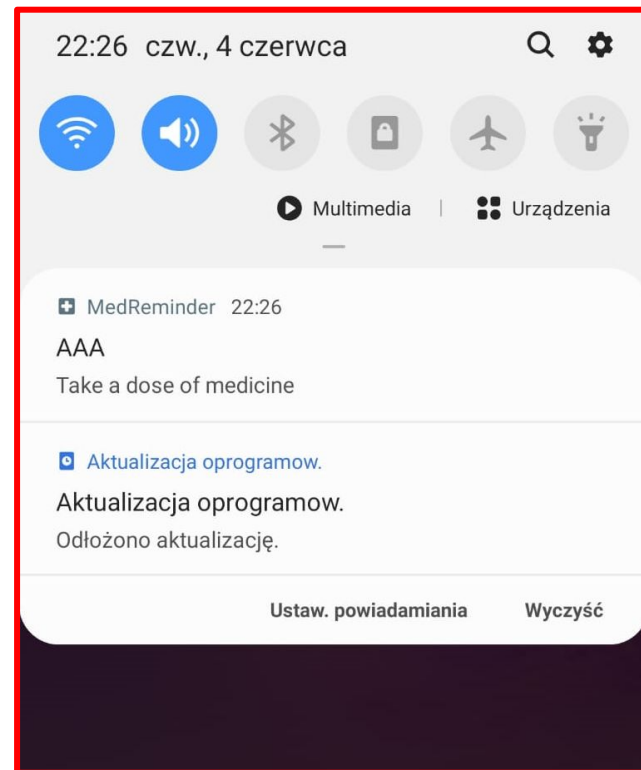 22:26 czw., 4 czerwca
Multimedia | Urządzenia
MedReminder 22:26
AAA
Take a dose of medicine
Aktualizacja oprogramow.
Aktualizacja oprogramow.
Odłożono aktualizację.
Ustaw. powiadamiania Wyczyść